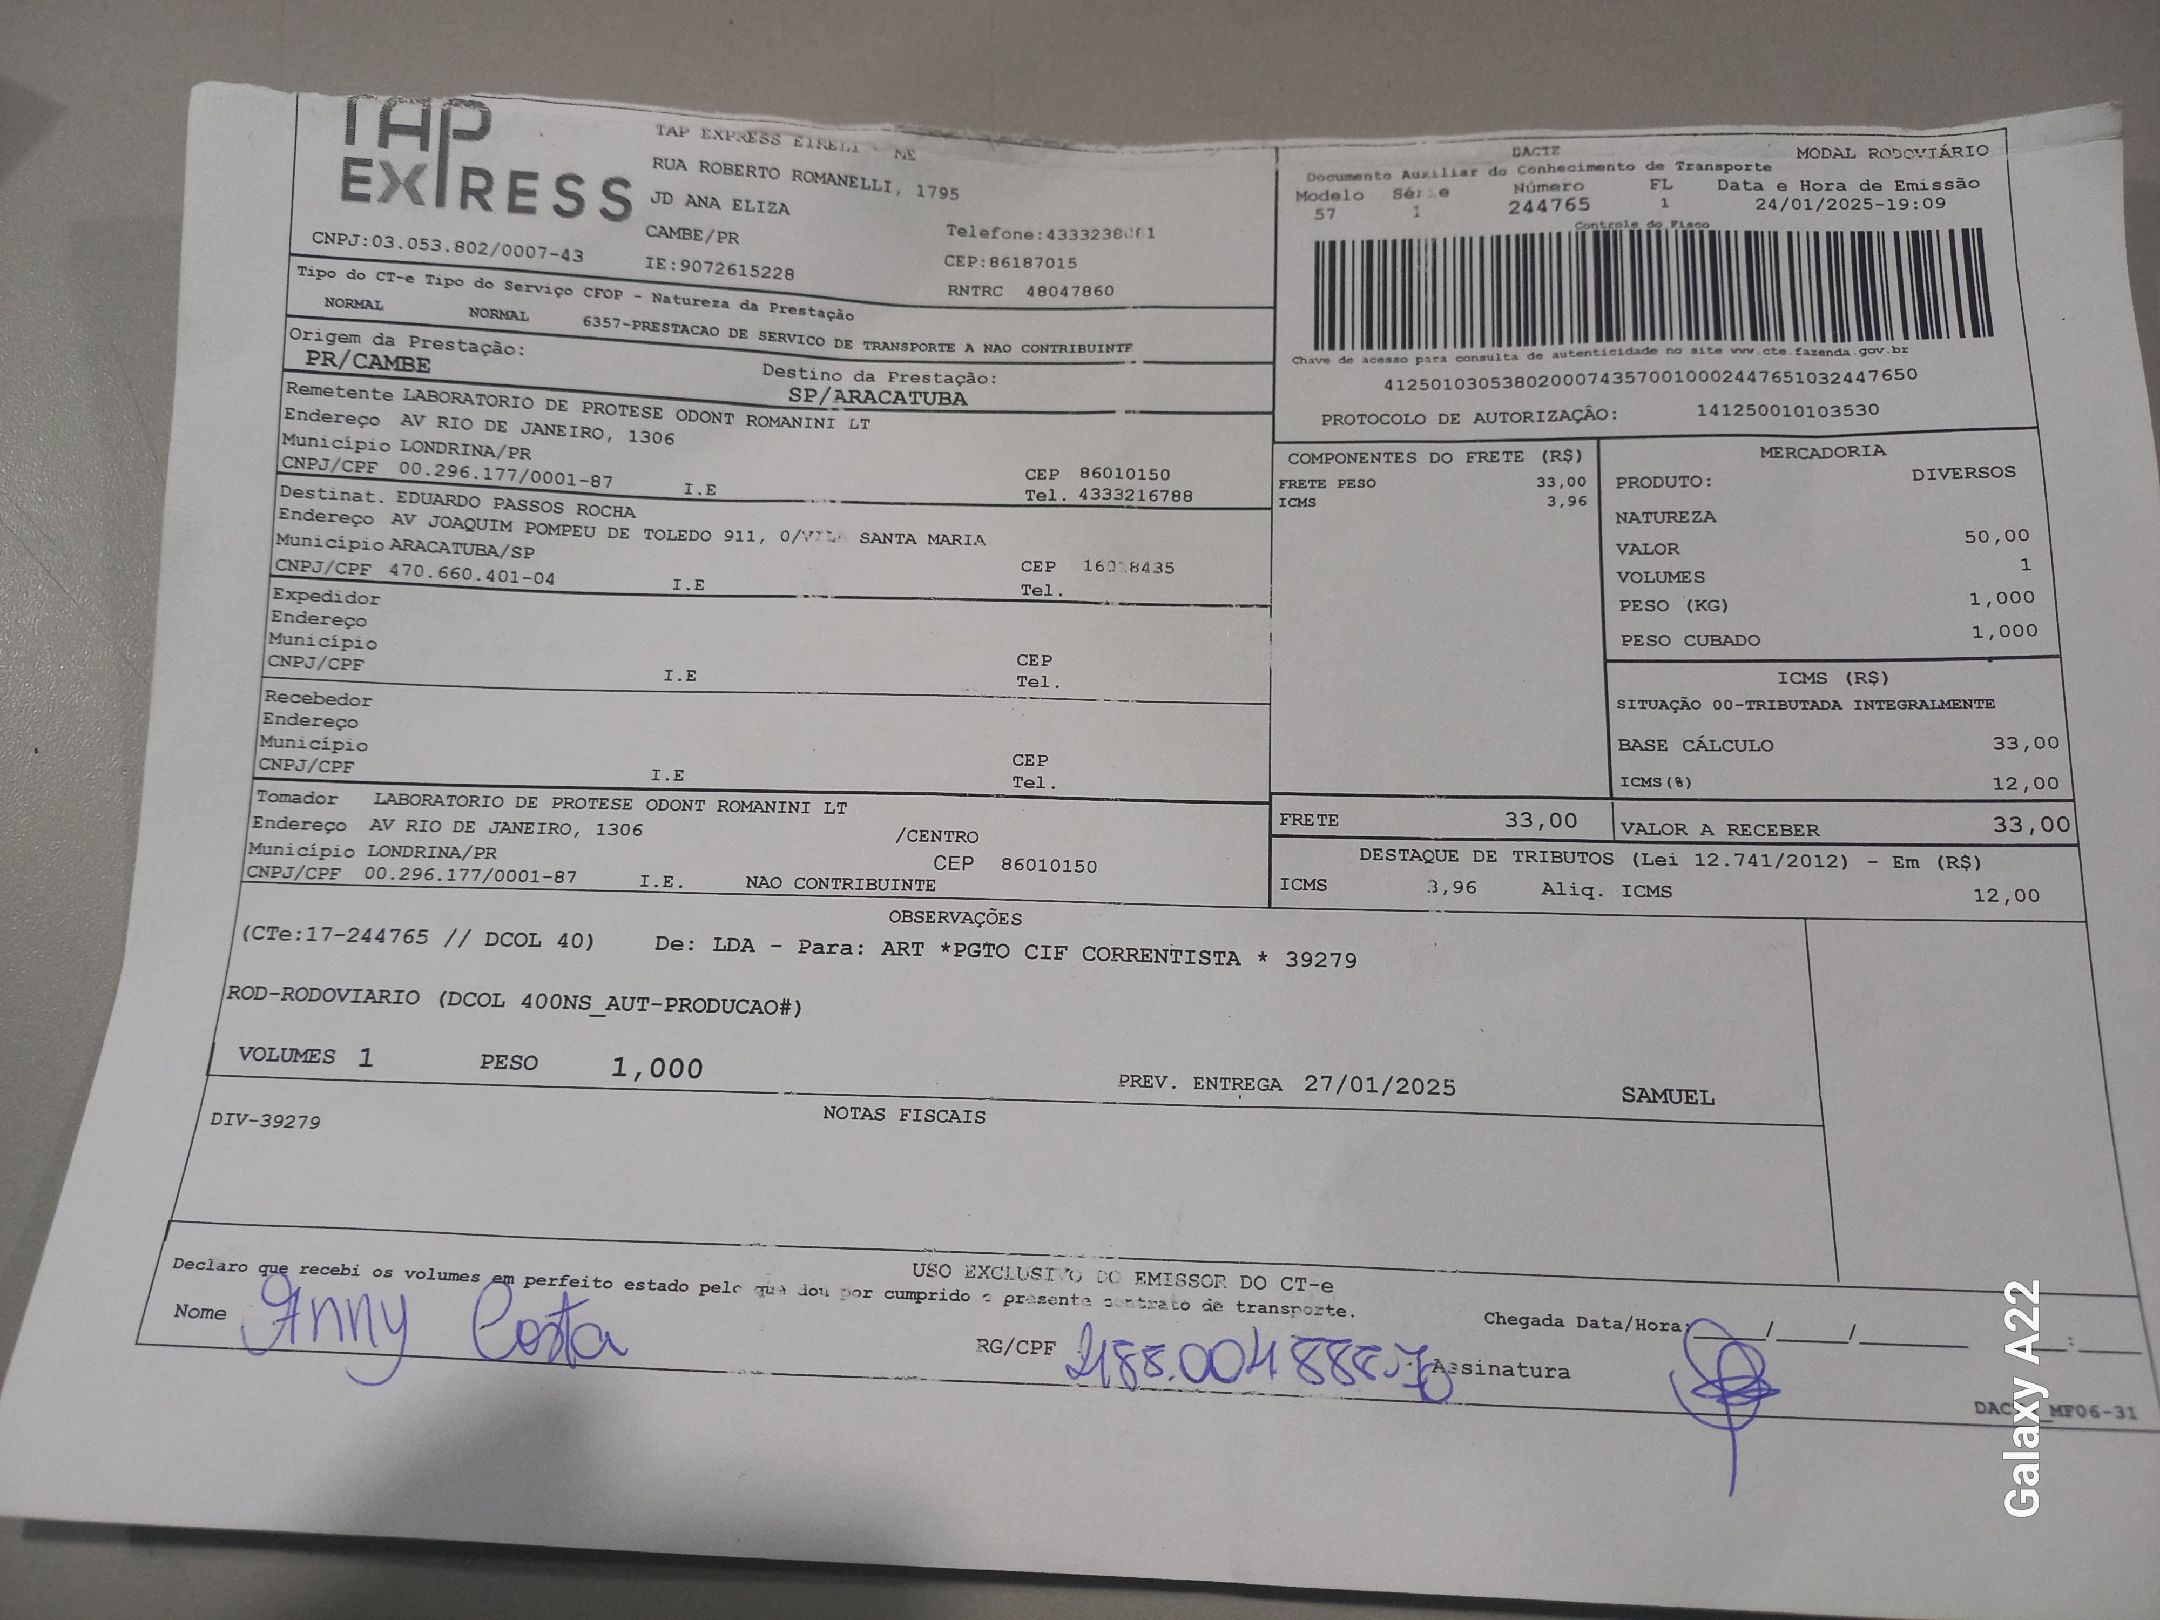 TAP
EXPRESS
TAP EXPRESS EIRELI ME
RUA ROBERTO ROMANELLI, 1795
JD ANA ELIZA
CAMBE/PR
CNPJ:03.053.802/0007-43
IE:9072615228
CEP:86187015
RNTRC 48047860
DACTE
MODAL RODOVIÁRIO
Documento Auxiliar do Conhecimento de Transporte
Modelo Série Número FL Data e Hora de Emissão
57 1 244765 1 24/01/2025-19:09
Controle do Fisco
Chave de acesso para consulta de autenticidade no site www.cte.fazenda.gov.br
41250103053802000743570010002447651032447650
PROTOCOLO DE AUTORIZAÇÃO: 141250010103530
Tipo do CT-e Tipo do Serviço CFOP - Natureza da Prestação
NORMAL NORMAL 6357-PRESTACAO DE SERVICO DE TRANSPORTE A NAO CONTRIBUINTE
Origem da Prestação:
PR/CAMBE
Destino da Prestação:
SP/ARACATUBA
Remetente LABORATORIO DE PROTESE ODONT ROMANINI LT
Endereço AV RIO DE JANEIRO, 1306
Município LONDRINA/PR
CEP 86010150
CNPJ/CPF 00.296.177/0001-87 I.E Tel. 4333216788
Destinat. EDUARDO PASSOS ROCHA
Endereço AV JOAQUIM POMPEU DE TOLEDO 911, 0/VILA SANTA MARIA
Município ARACATUBA/SP
CEP
CNPJ/CPF 470.660.401-04 I.E Tel.
Expedidor
Endereço
Município
CEP
CNPJ/CPF I.E Tel.
Recebedor
Endereço
Município
CEP
CNPJ/CPF I.E Tel.
Tomador LABORATORIO DE PROTESE ODONT ROMANINI LT
Endereço AV RIO DE JANEIRO, 1306 /CENTRO
Município LONDRINA/PR CEP 86010150
CNPJ/CPF 00.296.177/0001-87 I.E. NAO CONTRIBUINTE
COMPONENTES DO FRETE (R$)
FRETE PESO 33,00
ICMS 3,96
MERCADORIA
PRODUTO: DIVERSOS
NATUREZA
VALOR 50,00
VOLUMES 1
PESO (KG) 1,000
PESO CUBADO 1,000
ICMS (R$)
SITUAÇÃO 00-TRIBUTADA INTEGRALMENTE
BASE CÁLCULO 33,00
ICMS(%) 12,00
FRETE 33,00
VALOR A RECEBER 33,00
DESTAQUE DE TRIBUTOS (Lei 12.741/2012) - Em (R$)
ICMS 3,96 Aliq. ICMS 12,00
OBSERVAÇÕES
(CTe:17-244765 // DCOL 40) De: LDA - Para: ART *PGTO CIF CORRENTISTA * 39279
ROD-RODOVIARIO (DCOL 400NS_AUT-PRODUCAO#)
VOLUMES 1 PESO 1,000 PREV. ENTREGA 27/01/2025 SAMUEL
NOTAS FISCAIS
DIV-39279
USO EXCLUSIVO DO EMISSOR DO CT-e
Declaro que recebi os volumes em perfeito estado pelo que dou por cumprido o presente contrato de transporte.
Nome Anny Costa
RG/CPF
Chegada Data/Hora: / / :
Assinatura
MF06-31
Galaxy A22